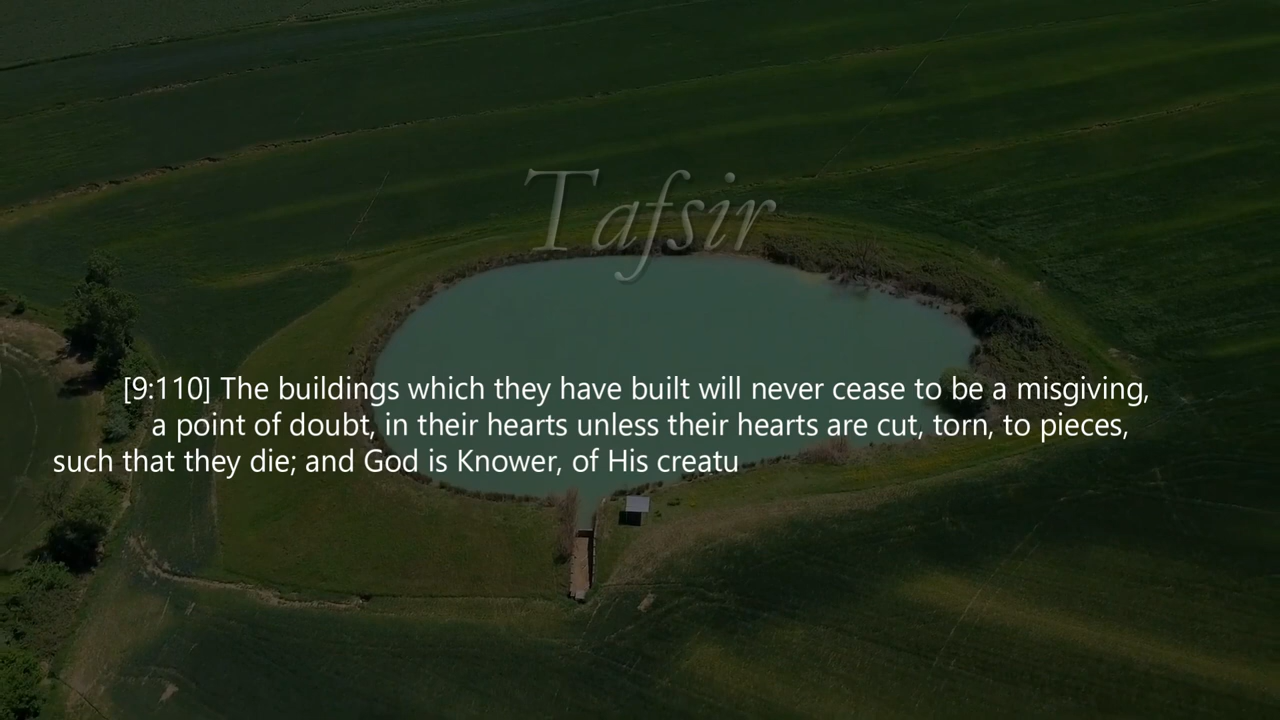 Tafsir
[9:110] The buildings which they have built will never cease to be a misgiving,
a point of doubt, in their hearts unless their hearts are cut, torn, to pieces,
such that they die; and God is Knower, of His creatu